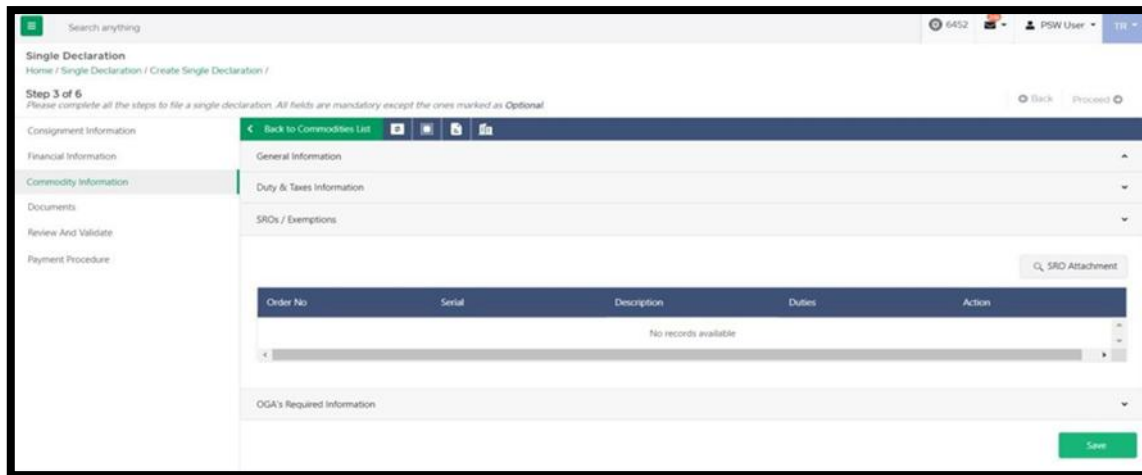 Search anything
6452
PSW User
TR
Single Declaration
Home / Single Declaration / Create Single Declaration /
Step 3 of 6
Please complete all the steps to file a single declaration. All fields are mandatory except the ones marked as Optional
Back
Proceed
Consignment Information
Financial Information
Commodity Information
Documents
Review And Validate
Payment Procedure
Back to Commodities List
General Information
Duty & Taxes Information
SROs / Exemptions
SRO Attachment
Order No Serial Description Duties Action
No records available
OGA's Required Information
Save